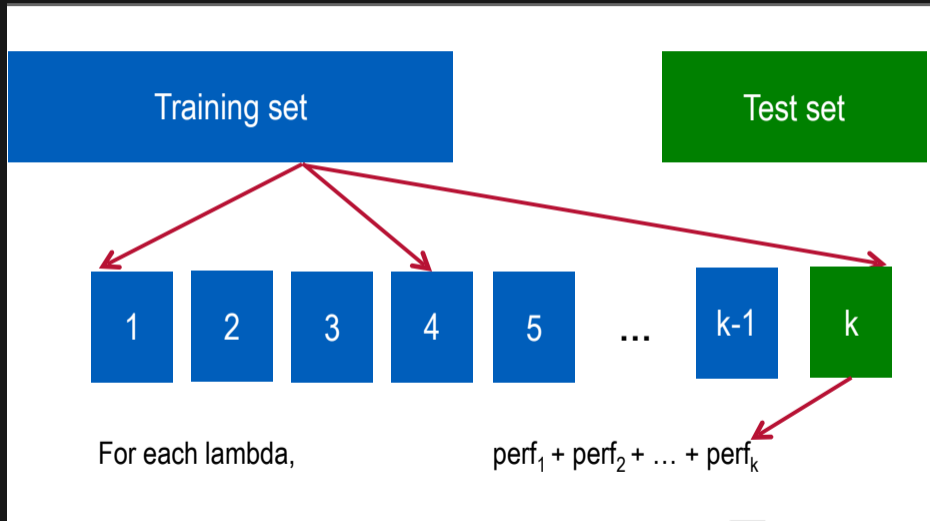 Training set
Test set
1 2 3 4 5 ... k-1 k
For each lambda,
perf₁ + perf₂ + ... + perfₖ